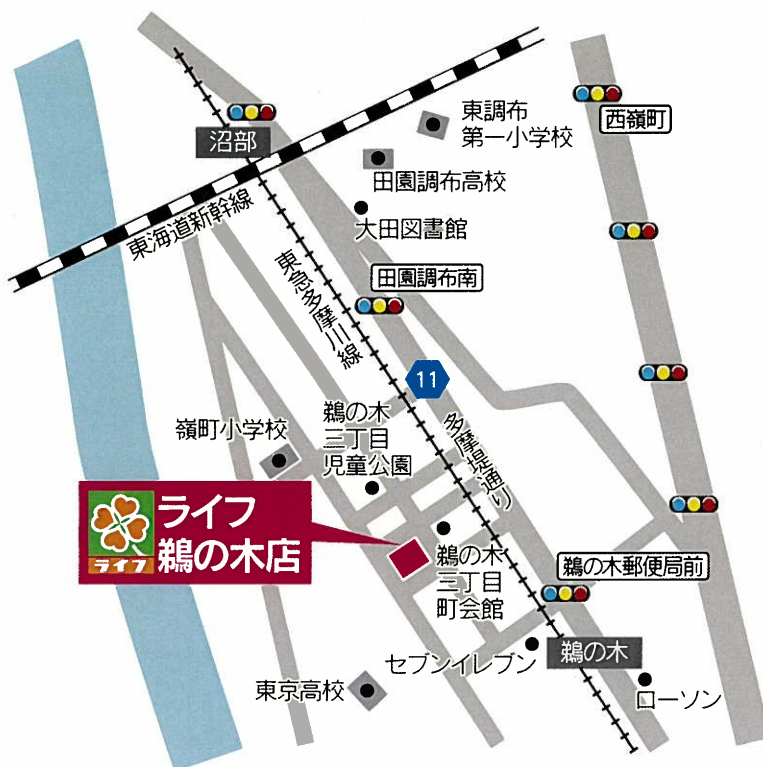 東調布
第一小学校
西嶺町
沼部
田園調布高校
大田図書館
東海道新幹線
田園調布南
東急多摩川線
11
鵜の木
三丁目
児童公園
嶺町小学校
多摩堤通り
ライフ
ライフ
鵜の木店
鵜の木
三丁目
町会館
鵜の木郵便局前
セブンイレブン
鵜の木
東京高校
ローソン